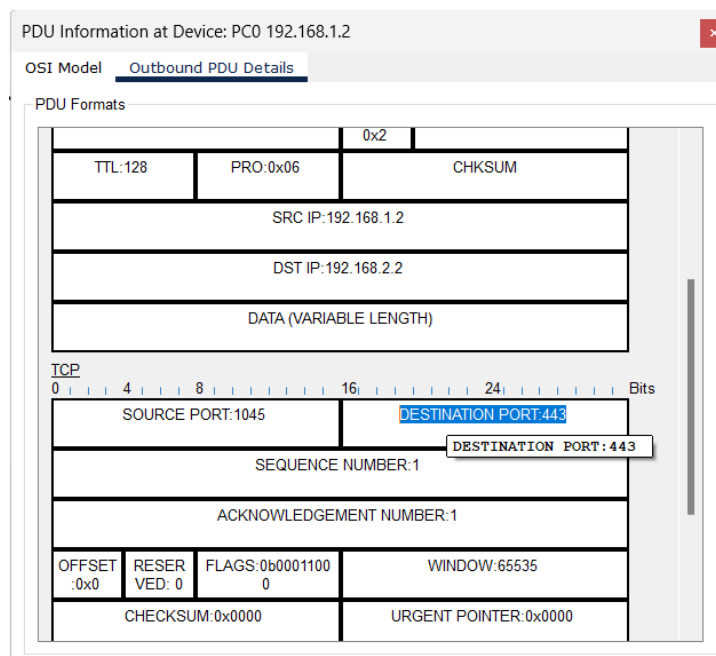 PDU Information at Device: PC0 192.168.1.2
OSI Model Outbound PDU Details
PDU Formats
0x2
TTL:128 PRO:0x06 CHKSUM
SRC IP:192.168.1.2
DST IP:192.168.2.2
DATA (VARIABLE LENGTH)
TCP
0 4 8 16 24 Bits
SOURCE PORT:1045 DESTINATION PORT:443
DESTINATION PORT:443
SEQUENCE NUMBER:1
ACKNOWLEDGEMENT NUMBER:1
OFFSET RESER FLAGS:0b0001100 WINDOW:65535
:0x0 VED: 0 0
CHECKSUM:0x0000 URGENT POINTER:0x0000